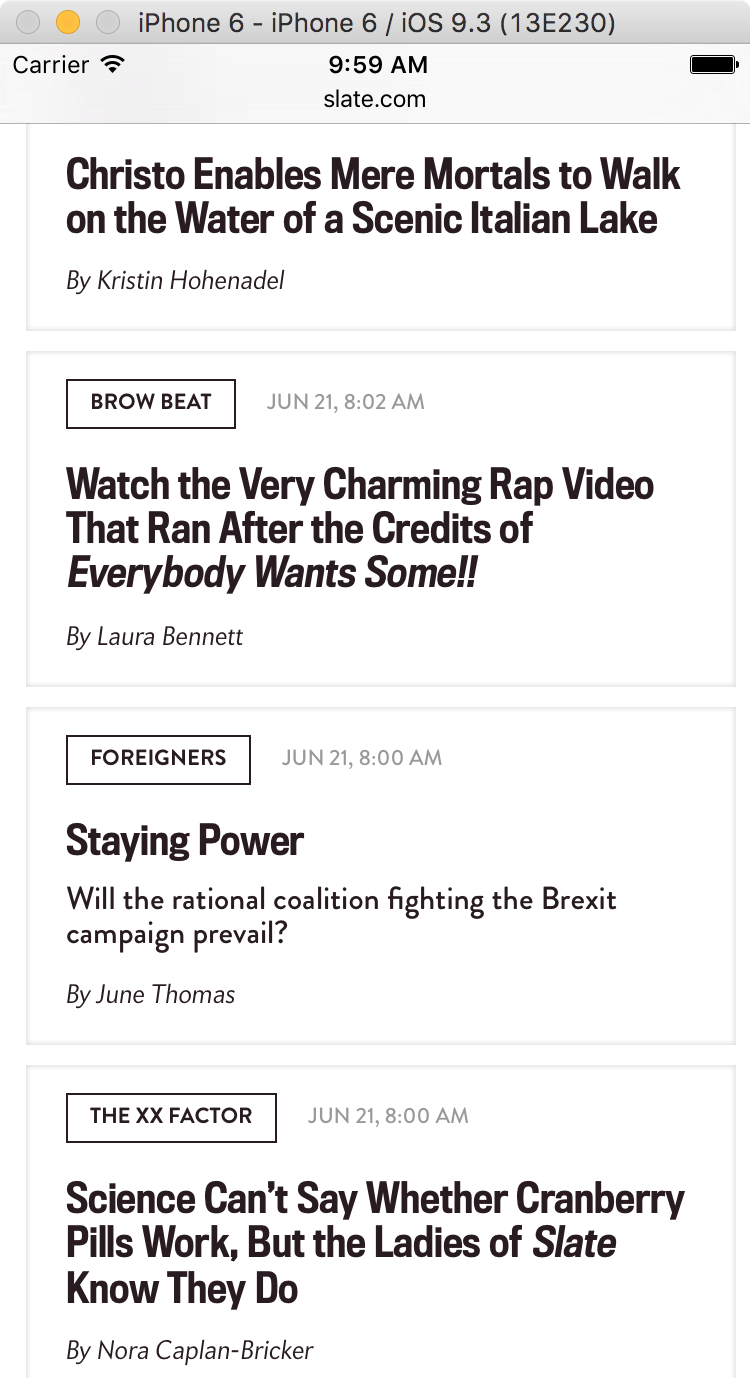 iPhone 6 - iPhone 6 / iOS 9.3 (13E230)
Carrier 9:59 AM
slate.com
Christo Enables Mere Mortals to Walk
on the Water of a Scenic Italian Lake
By Kristin Hohenadel
BROW BEAT JUN 21, 8:02 AM
Watch the Very Charming Rap Video
That Ran After the Credits of
Everybody Wants Some!!
By Laura Bennett
FOREIGNERS JUN 21, 8:00 AM
Staying Power
Will the rational coalition fighting the Brexit
campaign prevail?
By June Thomas
THE XX FACTOR JUN 21, 8:00 AM
Science Can’t Say Whether Cranberry
Pills Work, But the Ladies of Slate
Know They Do
By Nora Caplan-Bricker